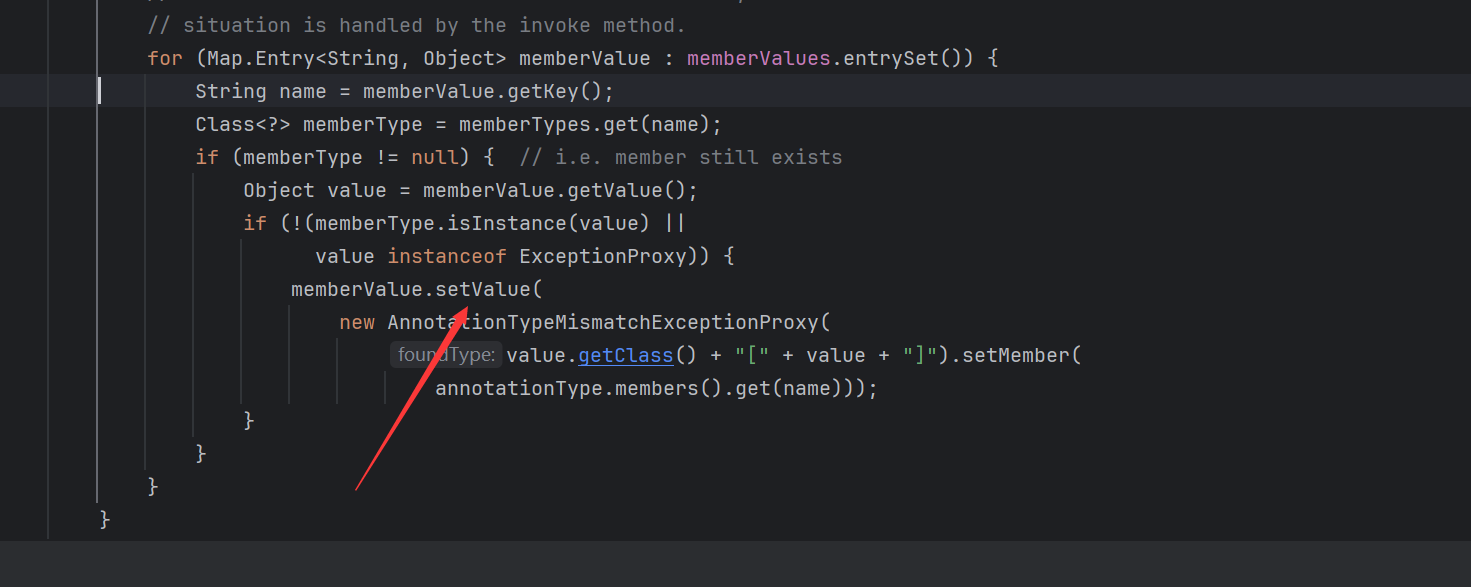 // situation is handled by the invoke method.
for (Map.Entry<String, Object> memberValue : memberValues.entrySet()) {
String name = memberValue.getKey();
Class<?> memberType = memberTypes.get(name);
if (memberType != null) {  // i.e. member still exists
Object value = memberValue.getValue();
if (!(memberType.isInstance(value) ||
value instanceof ExceptionProxy)) {
memberValue.setValue(
new AnnotationTypeMismatchExceptionProxy(
foundType: value.getClass() + "[" + value + "]").setMember(
annotationType.members().get(name)));
}
}
}
}